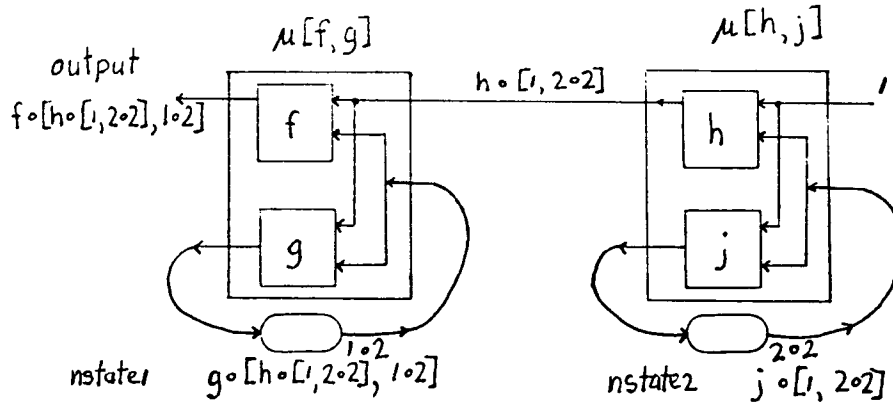 μ[f,g]
μ[h,j]
output
h∘[1,2∘2]
1
f∘[h∘[1,2∘2],1∘2]
f
h
g
j
1∘2
2∘2
nstate1
g∘[h∘[1,2∘2], 1∘2]
nstate2
j∘[1, 2∘2]